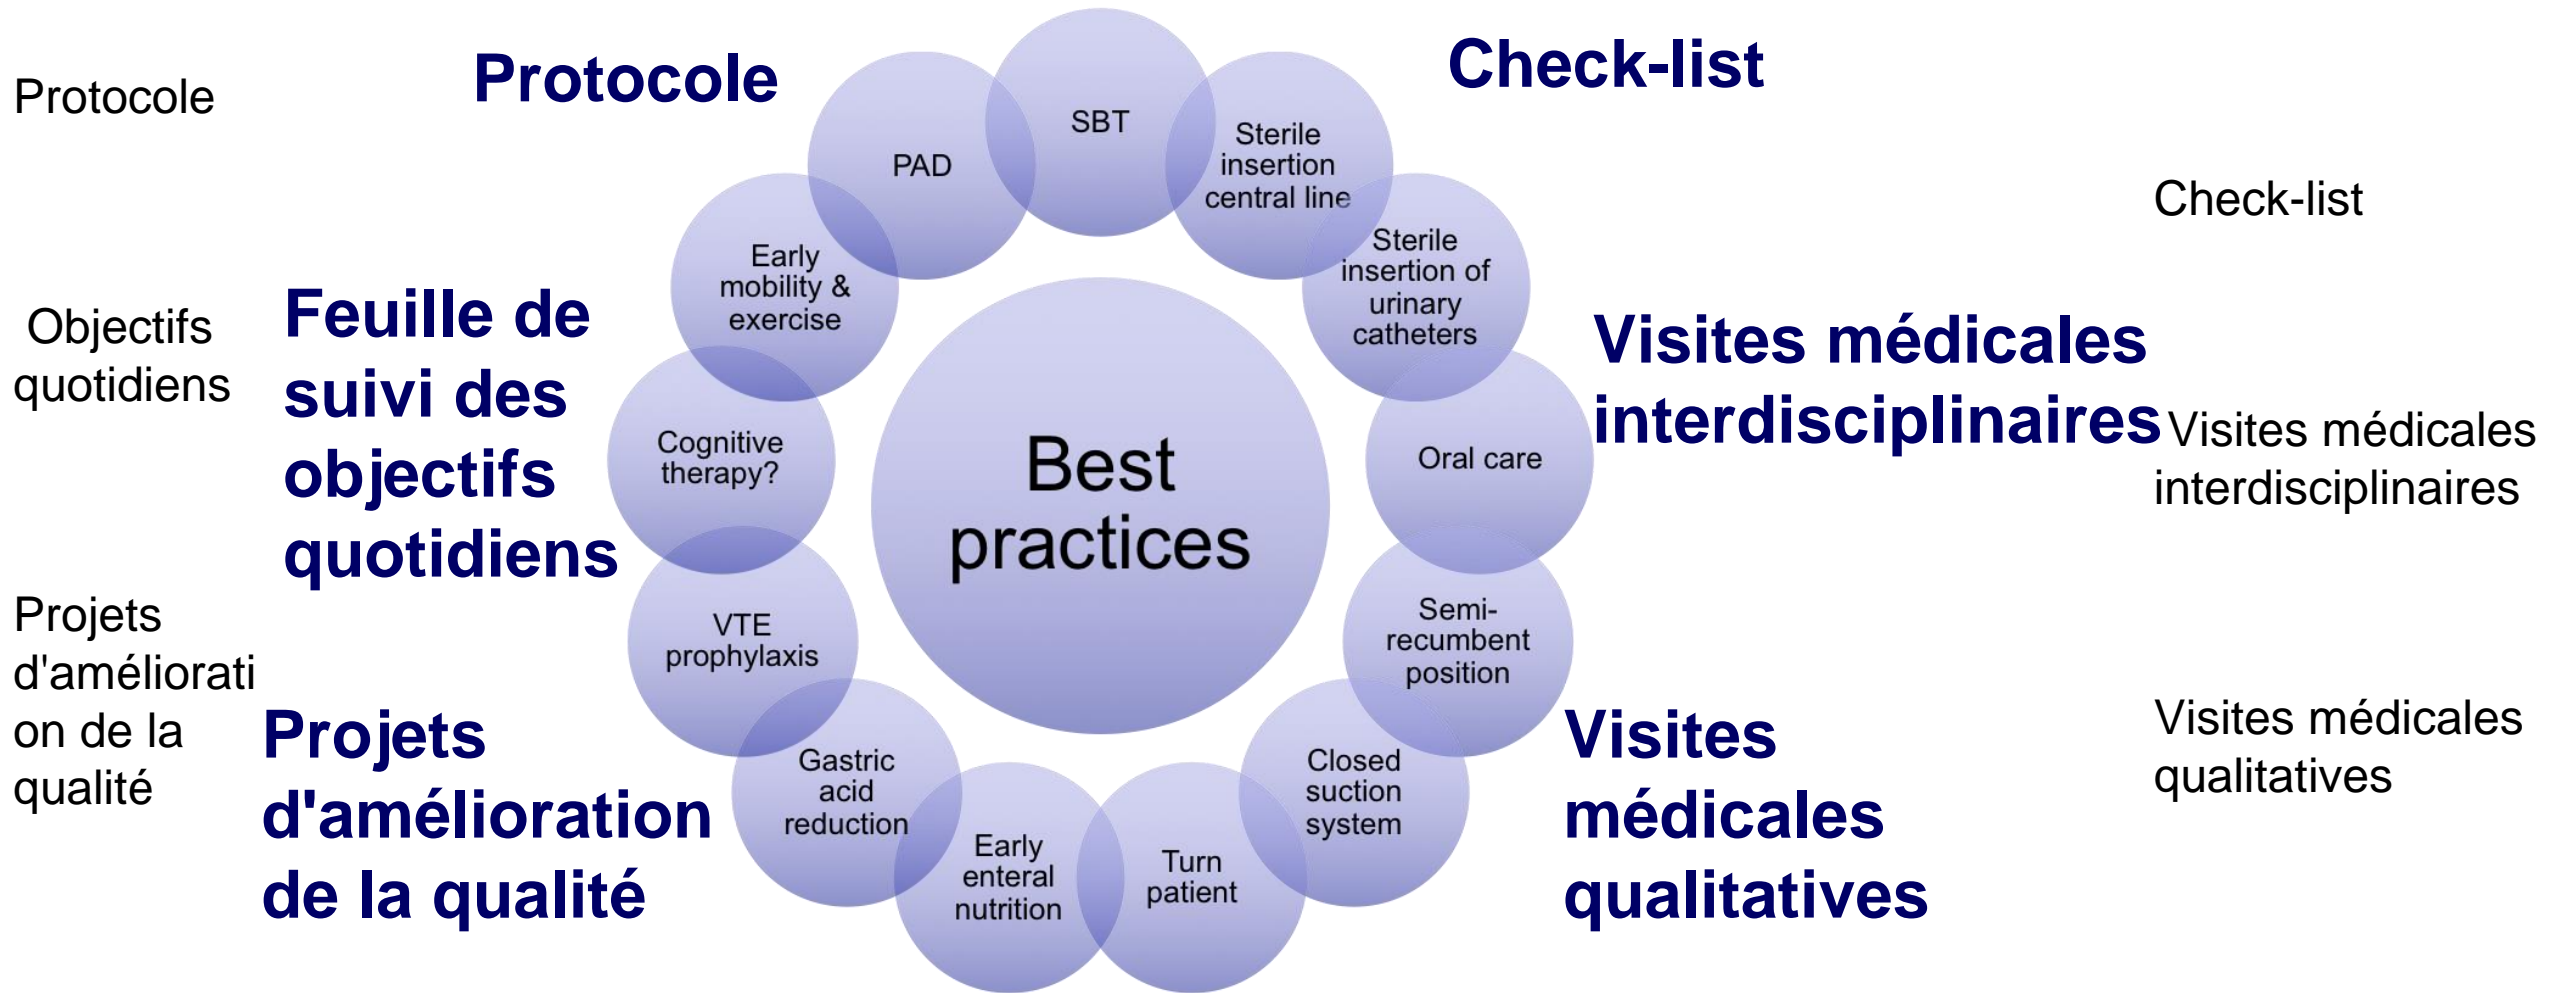 Protocole
Objectifs
quotidiens
Projets
d'améliorati
on de la
qualité
Protocole
Feuille de
suivi des
objectifs
quotidiens
Projets
d'amélioration
de la qualité
SBT
Sterile
insertion
central line
Sterile
insertion of
urinary
catheters
Oral care
Semi-
recumbent
position
Closed
suction
system
Turn
patient
Early
enteral
nutrition
Gastric
acid
reduction
VTE
prophylaxis
Cognitive
therapy?
Early
mobility &
exercise
PAD
Best
practices
Check-list
Visites médicales
interdisciplinaires
Visites
médicales
qualitatives
Check-list
Visites médicales
interdisciplinaires
Visites médicales
qualitatives